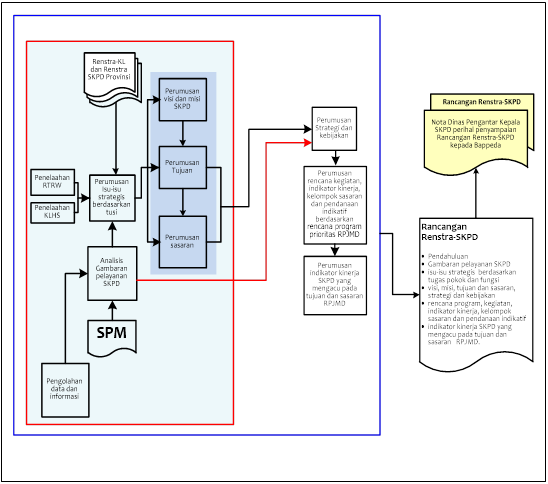 Renstra-KL
dan Renstra
SKPD Provinsi
Perumusan
visi dan misi
SKPD
Perumusan
Tujuan
Perumusan
sasaran
Penelaahan
RTRW
Penelaahan
KLHS
Perumusan
Isu-isu
strategis
berdasarkan
tusi
Analisis
Gambaran
pelayanan
SKPD
SPM
Pengolahan
data dan
informasi
Perumusan
Strategi dan
kebijakan
Perumusan
rencana kegiatan,
indikator kinerja,
kelompok sasaran
dan pendanaan
indikatif
berdasarkan
rencana program
prioritas RPJMD
Perumusan
indikator kinerja
SKPD yang
mengacu pada
tujuan dan sasaran
RPJMD
Rancangan Renstra-SKPD
Nota Dinas Pengantar Kepala
SKPD perihal penyampaian
Rancangan Renstra-SKPD
kepada Bappeda
Rancangan
Renstra-SKPD
• Pendahuluan
• Gambaran pelayanan SKPD
• isu-isu strategis berdasarkan
tugas pokok dan fungsi
• visi, misi, tujuan dan sasaran,
strategi dan kebijakan
• rencana program, kegiatan,
indikator kinerja, kelompok
sasaran dan pendanaan indikatif
• indikator kinerja SKPD yang
mengacu pada tujuan dan
sasaran RPJMD.